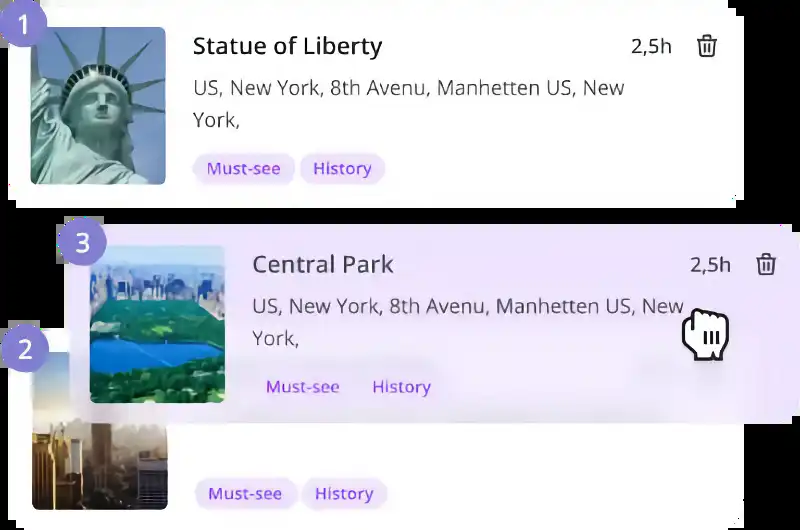 1
Statue of Liberty 2,5h
US, New York, 8th Avenu, Manhetten US, New
York,
Must-see History
3
Central Park 2,5h
US, New York, 8th Avenu, Manhetten US, New
York,
Must-see History
2
Must-see History